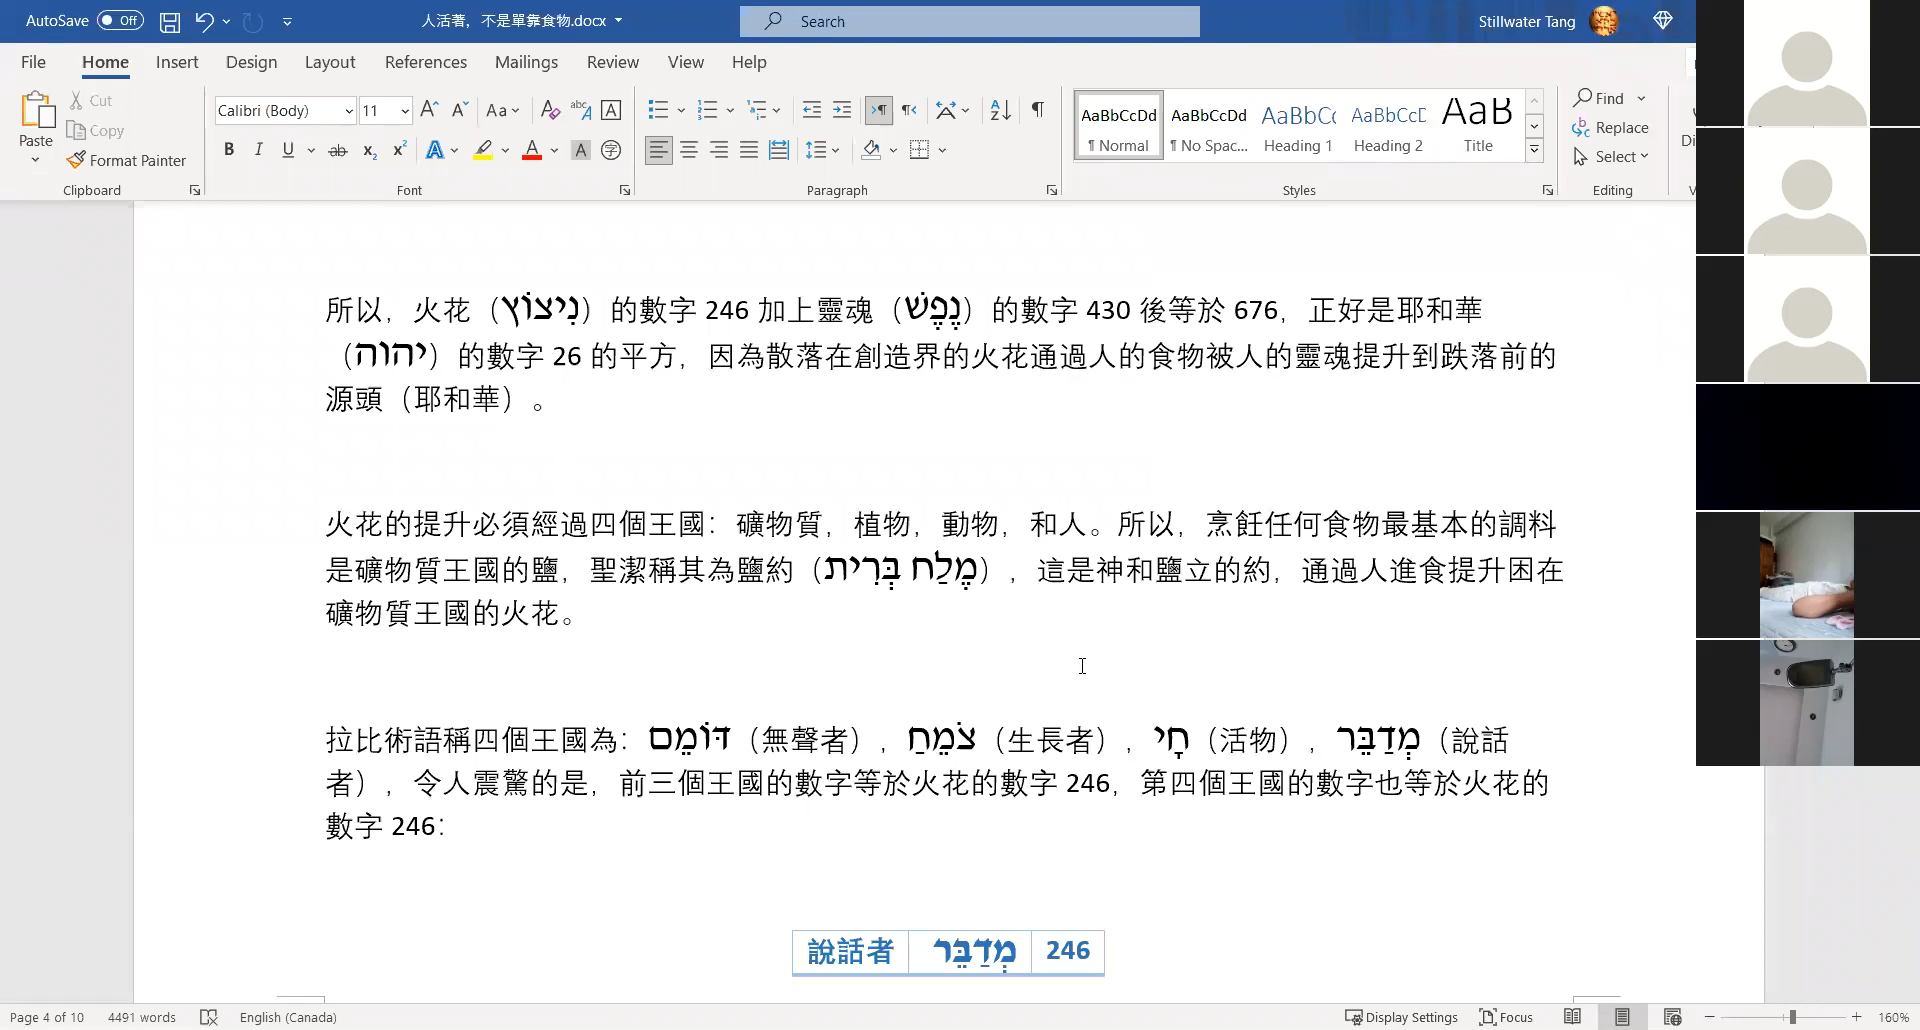 AutoSave Off 人活著，不是單靠食物.docx Search Stillwater Tang
File Home Insert Design Layout References Mailings Review View Help
Paste Cut Copy Format Painter Clipboard
Calibri (Body) 11 Font
Paragraph
AaBbCcDd ¶ Normal AaBbCcDd ¶ No Spac... AaBbCc Heading 1 AaBbCcD Heading 2 AaB Title Styles
Find Replace Select Editing
所以，火花（נִיצוֹץ）的數字 246 加上靈魂（נֶפֶשׁ）的數字 430 後等於 676，正好是耶和華
（יהוה）的數字 26 的平方，因為散落在創造界的火花通過人的食物被人的靈魂提升到跌落前的
源頭（耶和華）。
火花的提升必須經過四個王國：礦物質，植物，動物，和人。所以，烹飪任何食物最基本的調料
是礦物質王國的鹽，聖潔稱其為鹽約（מֶלַח בְּרִית），這是神和鹽立的約，通過人進食提升困在
礦物質王國的火花。
拉比術語稱四個王國為：דּוֹמֵם（無聲者），צֹמֵחַ（生長者），חָי（活物），מְדַבֵּר（說話
者），令人震驚的是，前三個王國的數字等於火花的數字 246，第四個王國的數字也等於火花的
數字 246：
說話者 מְדַבֵּר 246
Page 4 of 10 4491 words English (Canada) Display Settings Focus 160%